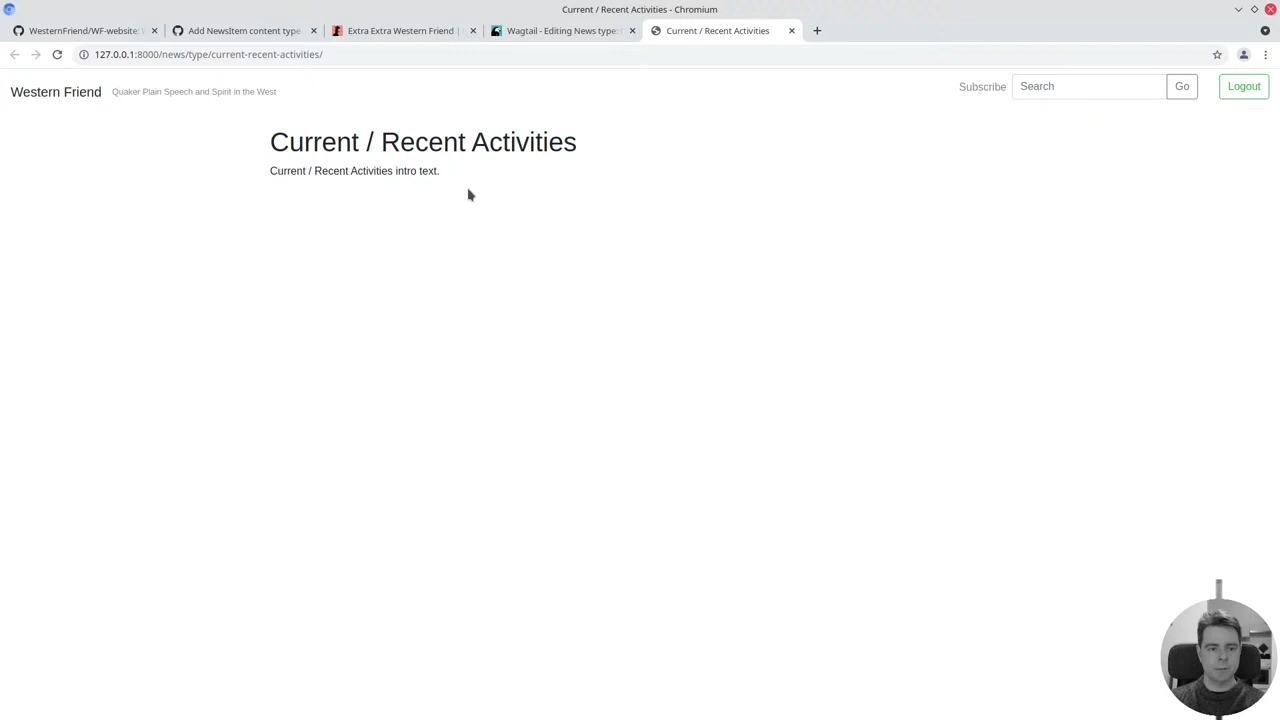 Current / Recent Activities - Chromium
WesternFriend/WF-website:
Add NewsItem content type
Extra Extra Western Friend |
Wagtail - Editing News type:
Current / Recent Activities
127.0.0.1:8000/news/type/current-recent-activities/
Western Friend
Quaker Plain Speech and Spirit in the West
Subscribe
Search
Go
Logout
Current / Recent Activities
Current / Recent Activities intro text.